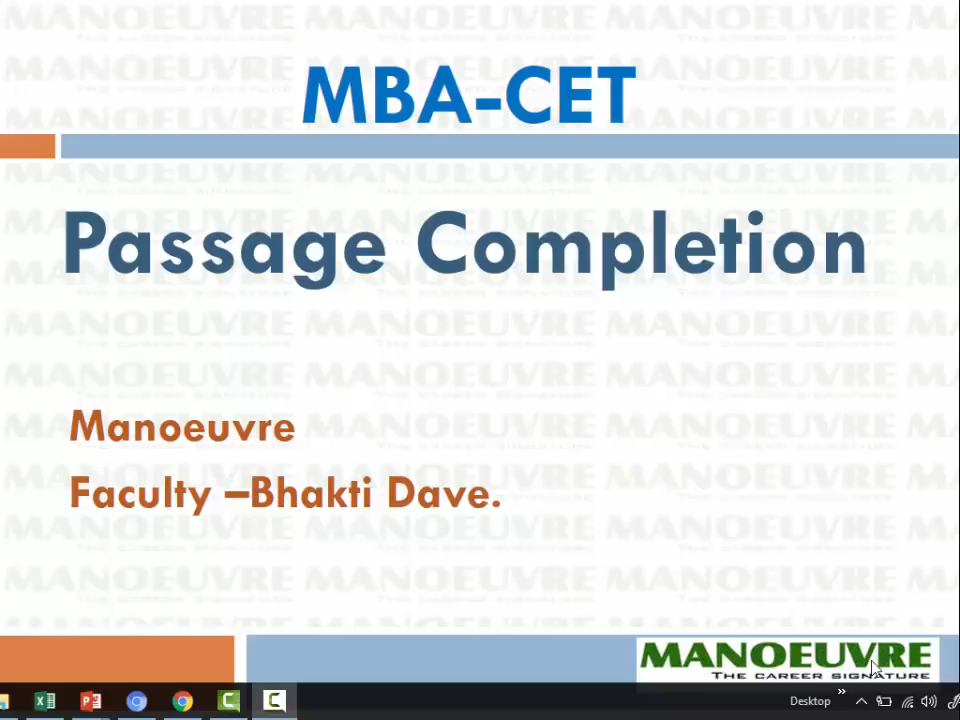 MBA-CET
Passage Completion
Manoeuvre
Faculty –Bhakti Dave.
MANOEUVRE
THE CAREER SIGNATURE
Desktop